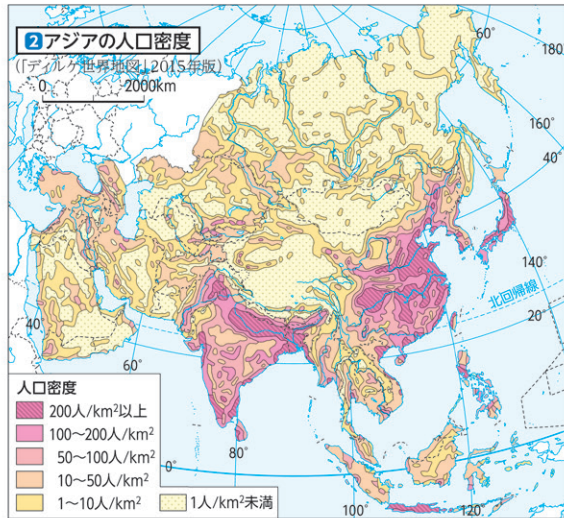 ❷アジアの人口密度
(「ディルケ世界地図」2015年版)
0 2000km
60°
180°
160°
40°
140°
北回帰線
20°
40°
60°
80°
0°
100°
120°
人口密度
200人/km²以上
100〜200人/km²
50〜100人/km²
10〜50人/km²
1〜10人/km²
1人/km²未満